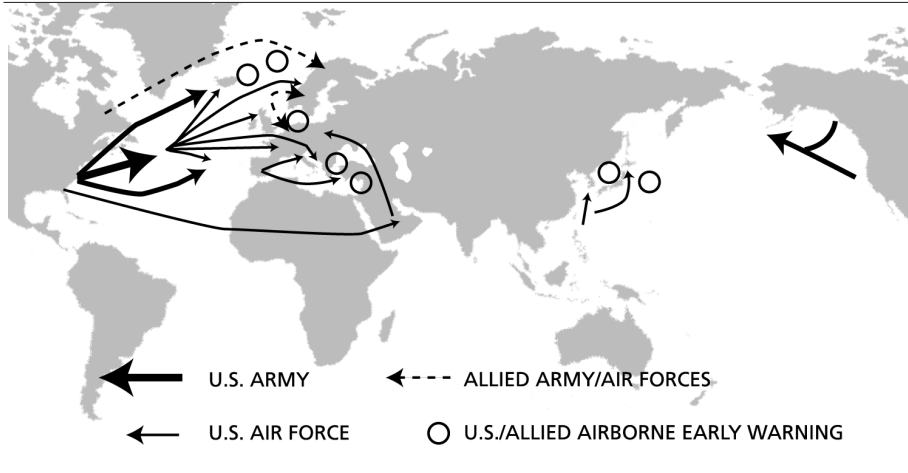 U.S. ARMY
ALLIED ARMY/AIR FORCES
U.S. AIR FORCE
U.S./ALLIED AIRBORNE EARLY WARNING